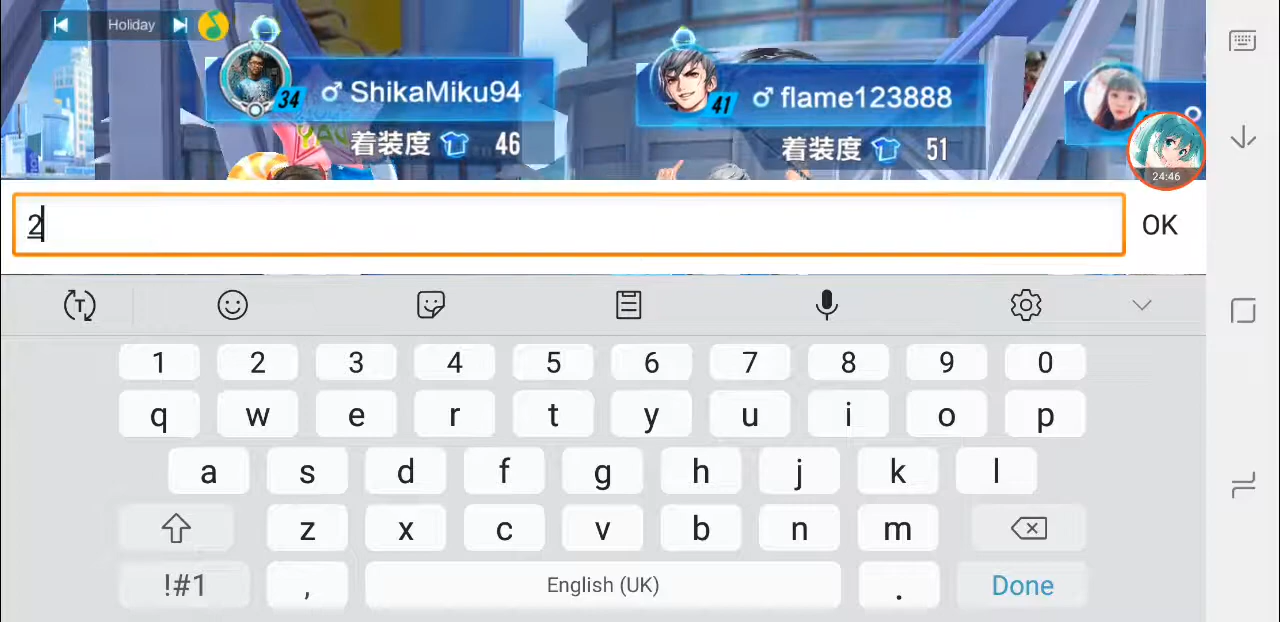 Holiday
34 ♂ ShikaMiku94
着装度 46
41 ♂ flame123888
着装度 51
24:46
2
OK
1 2 3 4 5 6 7 8 9 0
q w e r t y u i o p
a s d f g h j k l
z x c v b n m
!#1 , English (UK) . Done